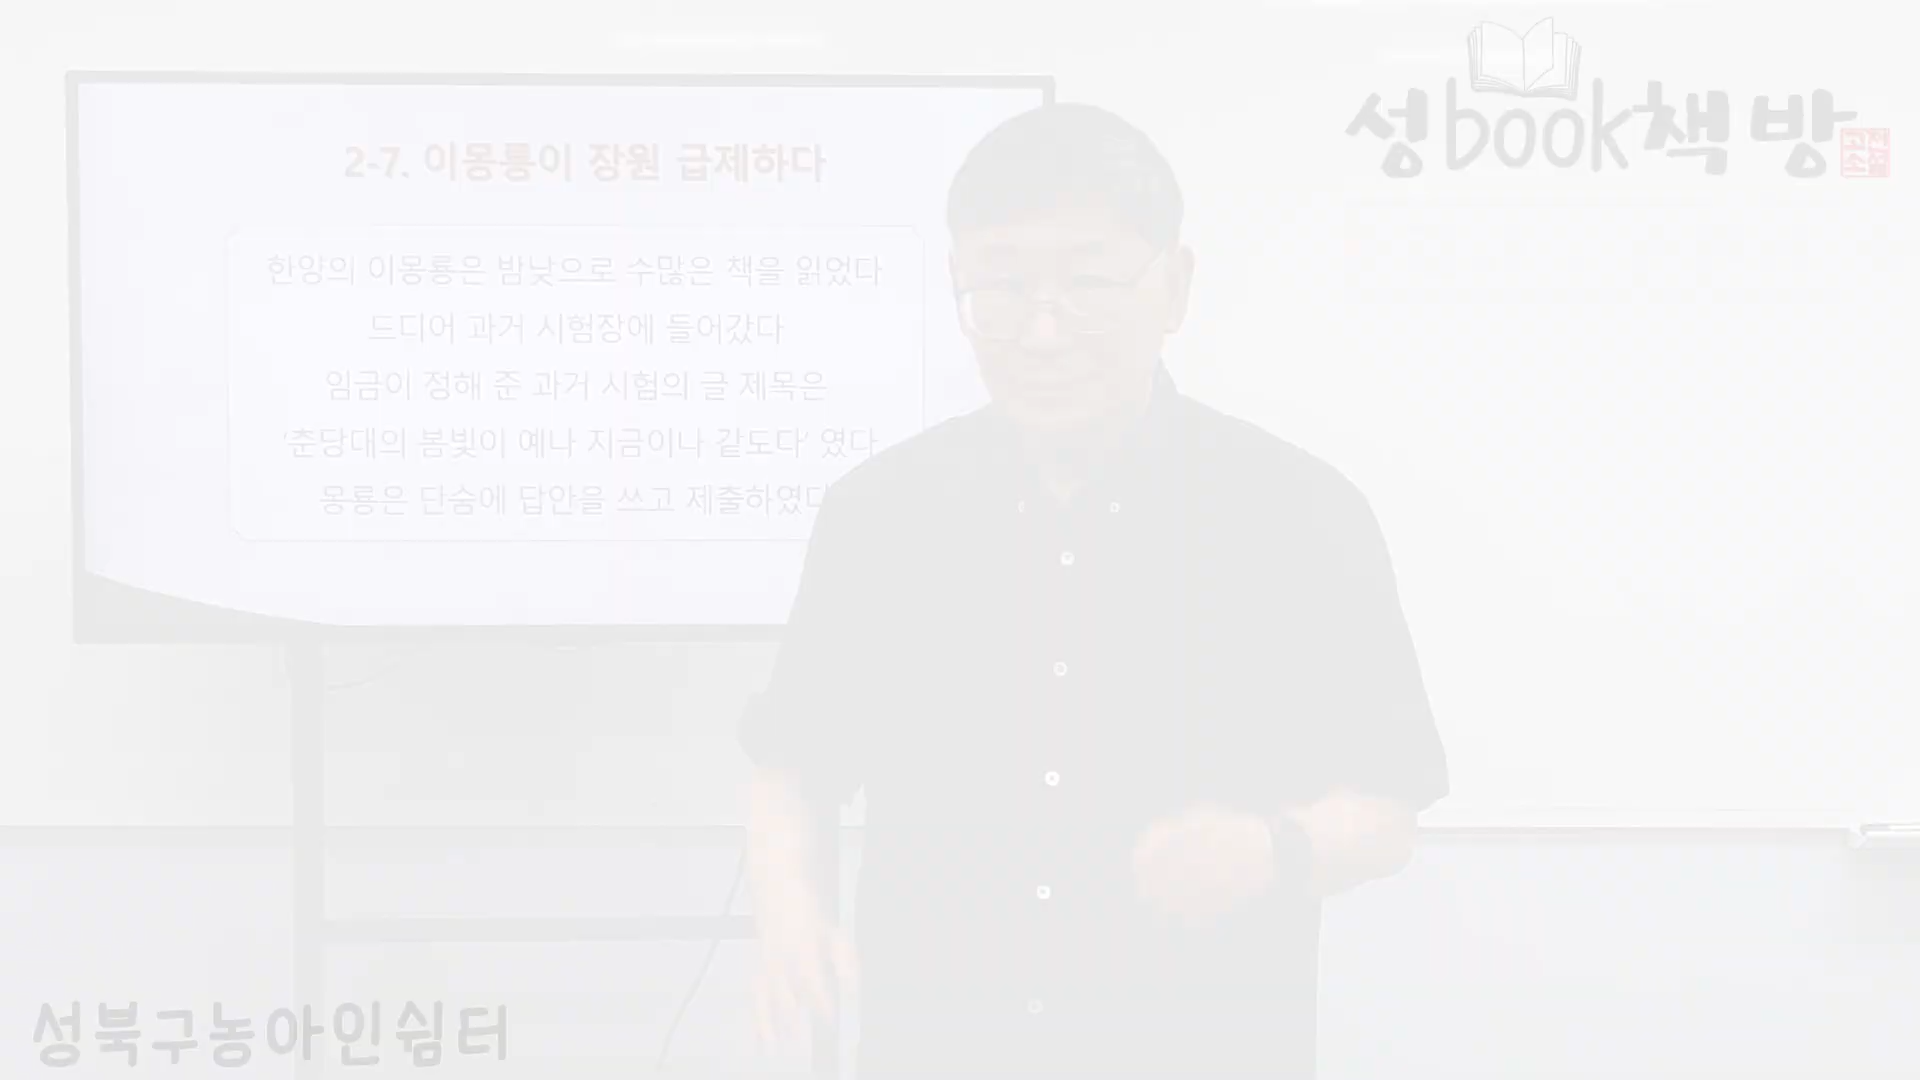 성book책방
고전
소설
2-7. 이몽룡이 장원 급제하다
한양의 이몽룡은 밤낮으로 수많은 책을 읽었다
드디어 과거 시험장에 들어갔다
임금이 정해 준 과거 시험의 글 제목은
‘춘당대의 봄빛이 예나 지금이나 같도다’ 였다
몽룡은 단숨에 답안을 쓰고 제출하였다
성북구농아인쉼터